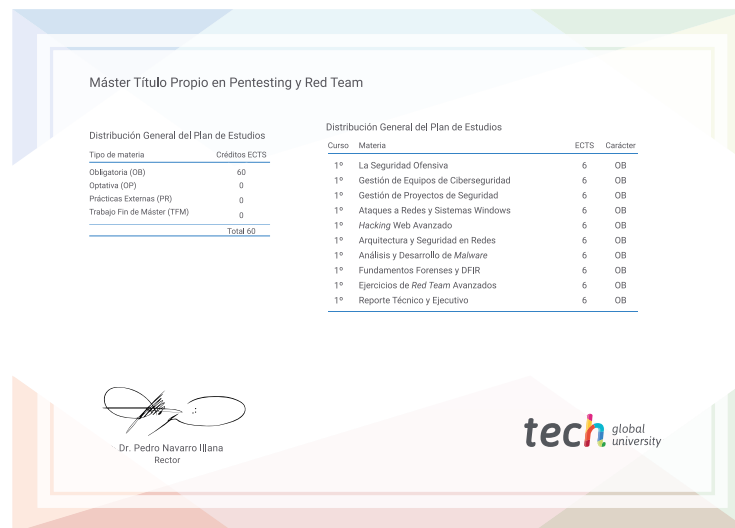 Máster Título Propio en Pentesting y Red Team
Distribución General del Plan de Estudios
Tipo de materia Créditos ECTS
Obligatoria (OB) 60
Optativa (OP) 0
Prácticas Externas (PR) 0
Trabajo Fin de Máster (TFM) 0
Total 60
Distribución General del Plan de Estudios
Curso Materia ECTS Carácter
1º La Seguridad Ofensiva 6 OB
1º Gestión de Equipos de Ciberseguridad 6 OB
1º Gestión de Proyectos de Seguridad 6 OB
1º Ataques a Redes y Sistemas Windows 6 OB
1º Hacking Web Avanzado 6 OB
1º Arquitectura y Seguridad en Redes 6 OB
1º Análisis y Desarrollo de Malware 6 OB
1º Fundamentos Forenses y DFIR 6 OB
1º Ejercicios de Red Team Avanzados 6 OB
1º Reporte Técnico y Ejecutivo 6 OB
Dr. Pedro Navarro Illana
Rector
tech global
university